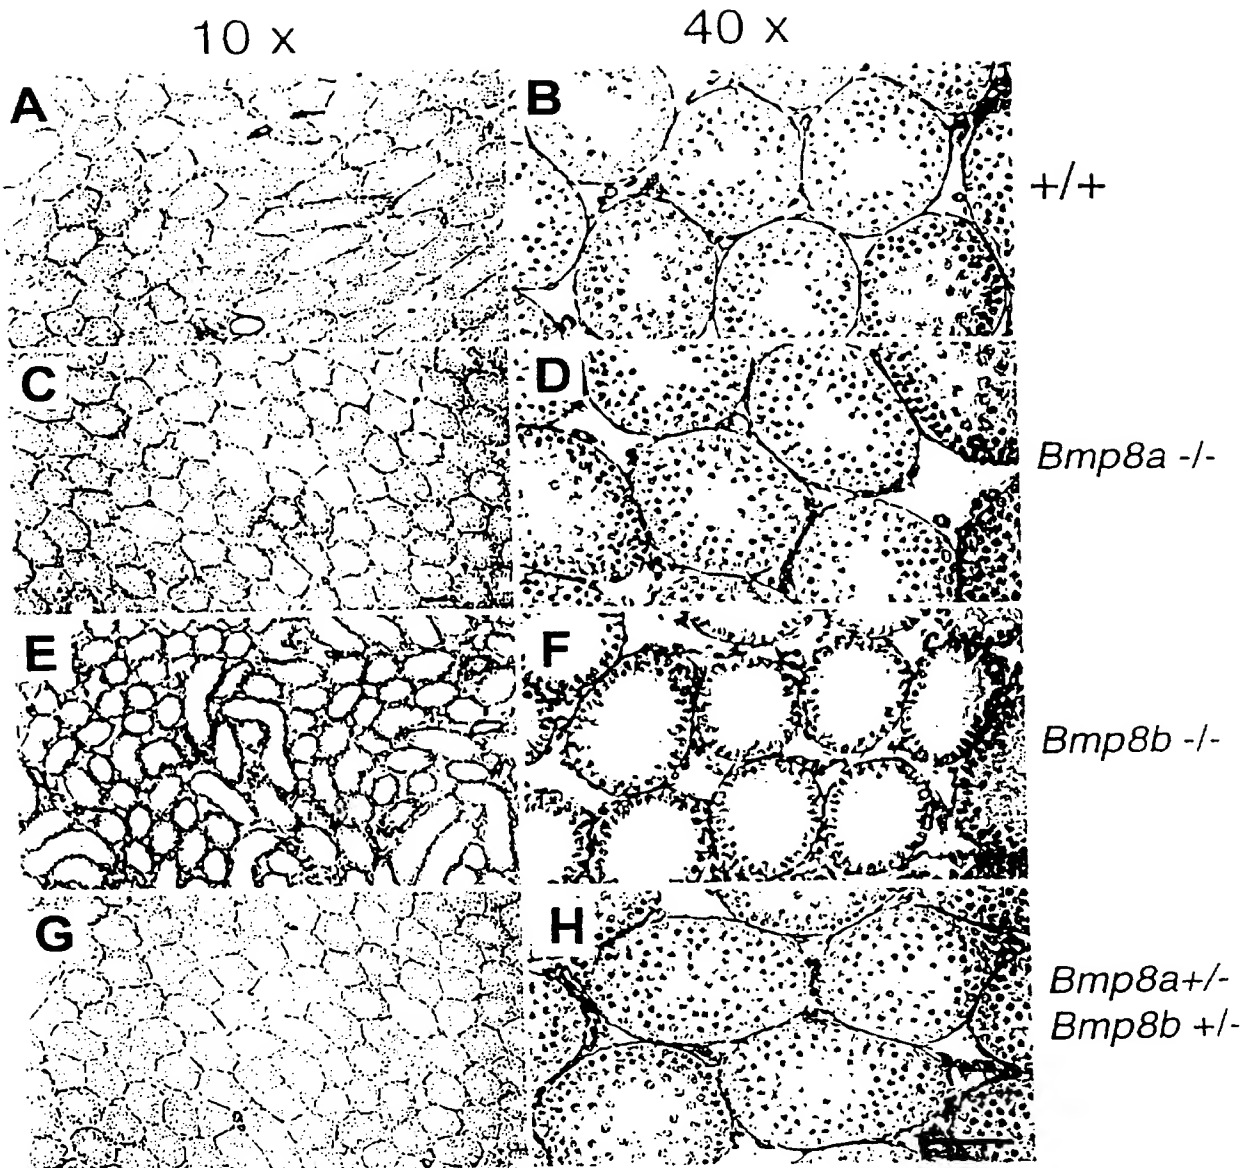 10 x
40 x
A
B
+/+
C
D
Bmp8a -/-
E
F
Bmp8b -/-
G
H
Bmp8a+/-
Bmp8b +/-